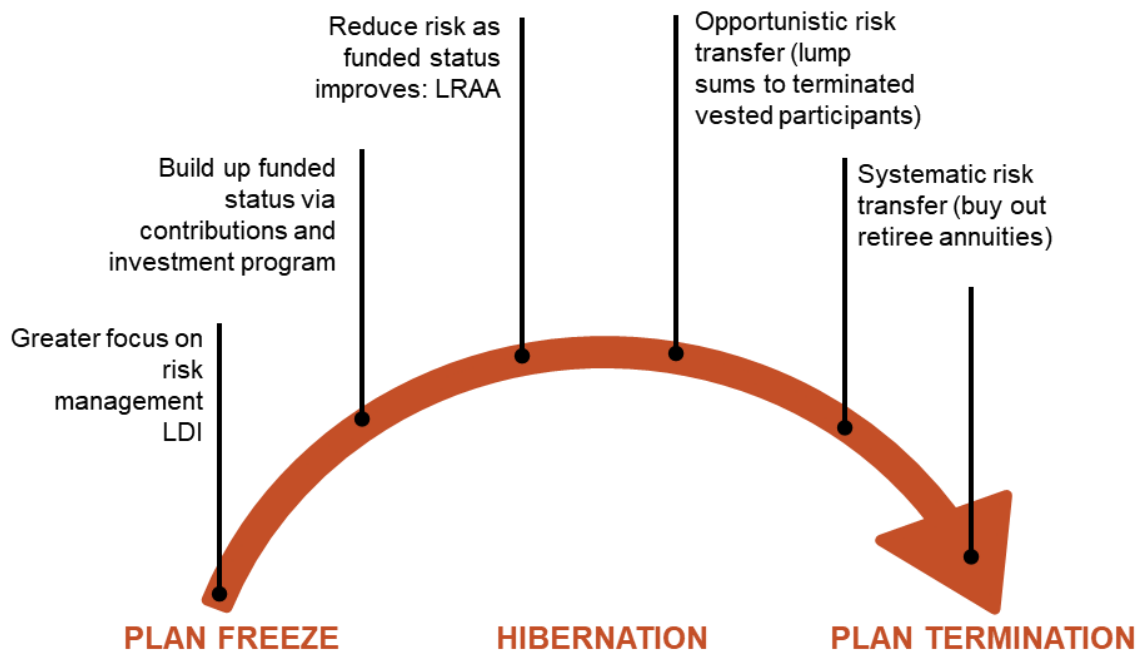 Greater focus on
risk
management
LDI
Build up funded
status via
contributions and
investment program
Reduce risk as
funded status
improves: LRAA
Opportunistic risk
transfer (lump
sums to terminated
vested participants)
Systematic risk
transfer (buy out
retiree annuities)
PLAN FREEZE
HIBERNATION
PLAN TERMINATION